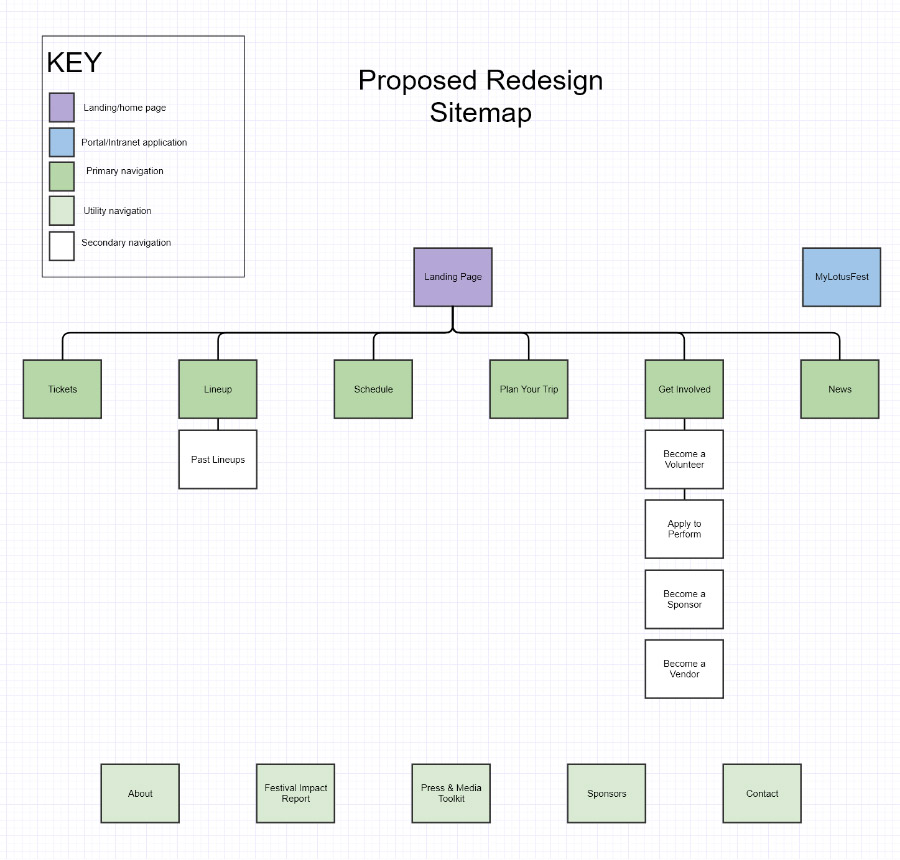 KEY
Landing/home page
Portal/Intranet application
Primary navigation
Utility navigation
Secondary navigation
Proposed Redesign
Sitemap
Landing Page
MyLotusFest
Tickets
Lineup
Schedule
Plan Your Trip
Get Involved
News
Past Lineups
Become a
Volunteer
Apply to
Perform
Become a
Sponsor
Become a
Vendor
About
Festival Impact
Report
Press & Media
Toolkit
Sponsors
Contact